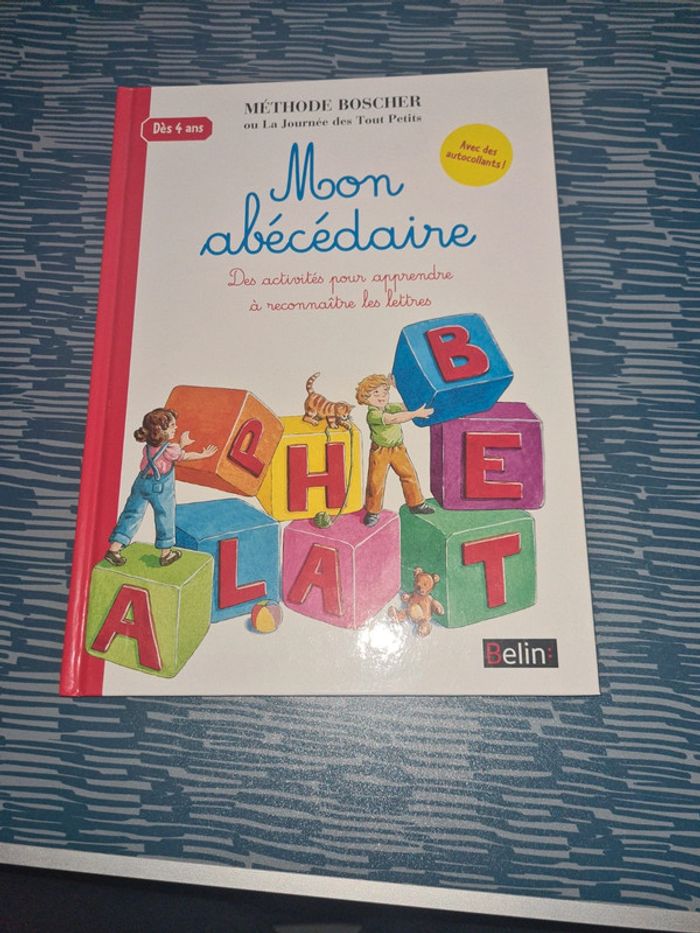 MÉTHODE BOSCHER
ou La Journée des Tout Petits
Dès 4 ans
Avec des
autocollants !
Mon
abécédaire
Des activités pour apprendre
à reconnaître les lettres
B
P
H
E
L
A
T
A
Belin: